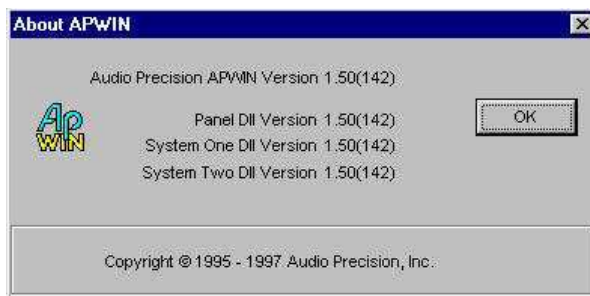 About APWIN
Audio Precision APWIN Version 1.50(142)
Ap
WIN
Panel Dll Version 1.50(142)
System One Dll Version 1.50(142)
System Two Dll Version 1.50(142)
OK
Copyright © 1995 - 1997 Audio Precision, Inc.